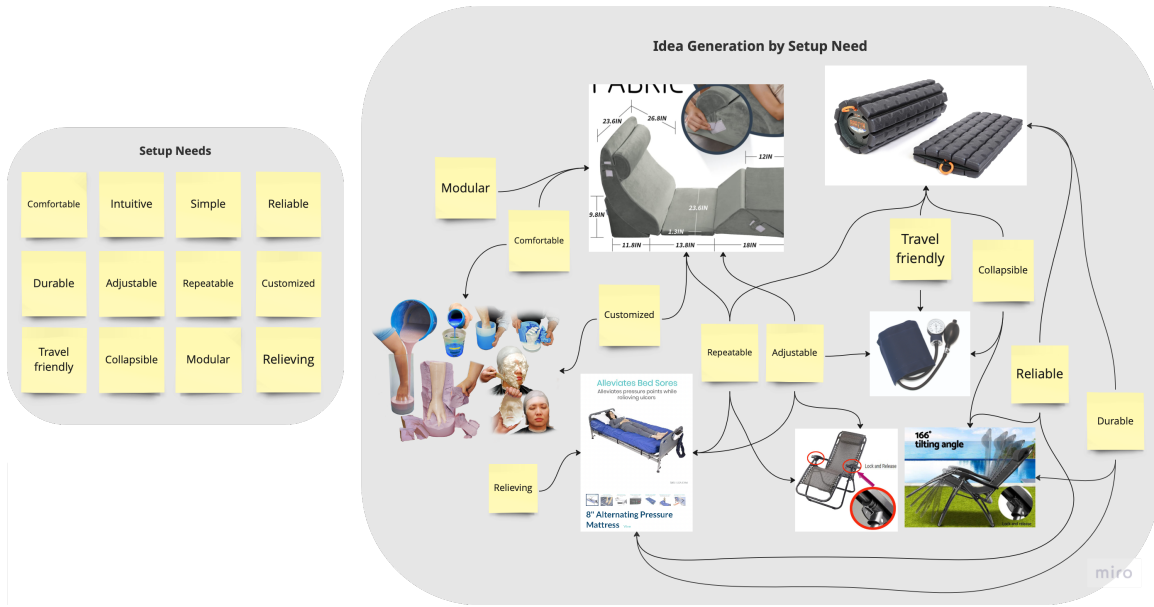 Idea Generation by Setup Need
Setup Needs
Comfortable
Intuitive
Simple
Reliable
Durable
Adjustable
Repeatable
Customized
Travel
friendly
Collapsible
Modular
Relieving
FABRIC
23.6IN
26.8IN
12IN
9.8IN
23.6IN
1.5IN
11.8IN
13.8IN
18IN
Modular
Comfortable
Travel
friendly
Collapsible
Customized
Repeatable
Adjustable
Reliable
Durable
Relieving
Alleviates Bed Sores
Alleviates pressure points while
relieving ulcers
8" Alternating Pressure
Mattress
Lock and Release
166°
tilting angle
miro